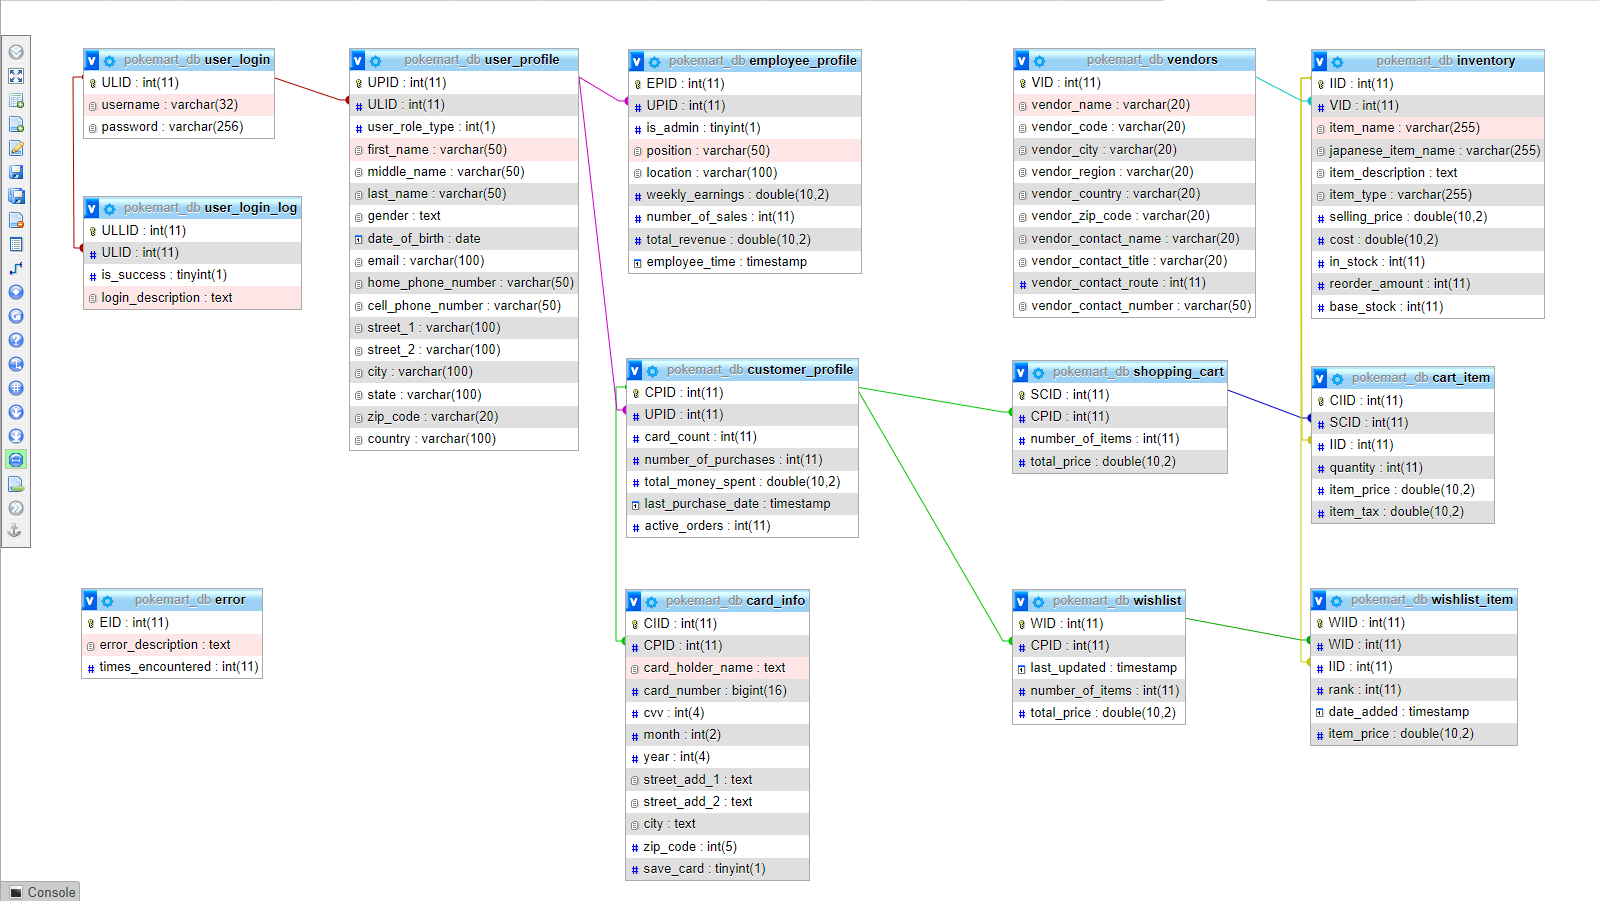 v pokemart_db user_login
ULID : int(11)
username : varchar(32)
password : varchar(256)
v pokemart_db user_login_log
ULLID : int(11)
ULID : int(11)
is_success : tinyint(1)
login_description : text
v pokemart_db error
EID : int(11)
error_description : text
times_encountered : int(11)
v pokemart_db user_profile
UPID : int(11)
ULID : int(11)
user_role_type : int(1)
first_name : varchar(50)
middle_name : varchar(50)
last_name : varchar(50)
gender : text
date_of_birth : date
email : varchar(100)
home_phone_number : varchar(50)
cell_phone_number : varchar(50)
street_1 : varchar(100)
street_2 : varchar(100)
city : varchar(100)
state : varchar(100)
zip_code : varchar(20)
country : varchar(100)
v pokemart_db employee_profile
EPID : int(11)
UPID : int(11)
is_admin : tinyint(1)
position : varchar(50)
location : varchar(100)
weekly_earnings : double(10,2)
number_of_sales : int(11)
total_revenue : double(10,2)
employee_time : timestamp
v pokemart_db customer_profile
CPID : int(11)
UPID : int(11)
card_count : int(11)
number_of_purchases : int(11)
total_money_spent : double(10,2)
last_purchase_date : timestamp
active_orders : int(11)
v pokemart_db card_info
CIID : int(11)
CPID : int(11)
card_holder_name : text
card_number : bigint(16)
cvv : int(4)
month : int(2)
year : int(4)
street_add_1 : text
street_add_2 : text
city : text
zip_code : int(5)
save_card : tinyint(1)
v pokemart_db vendors
VID : int(11)
vendor_name : varchar(20)
vendor_code : varchar(20)
vendor_city : varchar(20)
vendor_region : varchar(20)
vendor_country : varchar(20)
vendor_zip_code : varchar(20)
vendor_contact_name : varchar(20)
vendor_contact_title : varchar(20)
vendor_contact_route : int(11)
vendor_contact_number : varchar(50)
v pokemart_db shopping_cart
SCID : int(11)
CPID : int(11)
number_of_items : int(11)
total_price : double(10,2)
v pokemart_db wishlist
WID : int(11)
CPID : int(11)
last_updated : timestamp
number_of_items : int(11)
total_price : double(10,2)
v pokemart_db inventory
IID : int(11)
VID : int(11)
item_name : varchar(255)
japanese_item_name : varchar(255)
item_description : text
item_type : varchar(255)
selling_price : double(10,2)
cost : double(10,2)
in_stock : int(11)
reorder_amount : int(11)
base_stock : int(11)
v pokemart_db cart_item
CIID : int(11)
SCID : int(11)
IID : int(11)
quantity : int(11)
item_price : double(10,2)
item_tax : double(10,2)
v pokemart_db wishlist_item
WIID : int(11)
WID : int(11)
IID : int(11)
rank : int(11)
date_added : timestamp
item_price : double(10,2)
Console